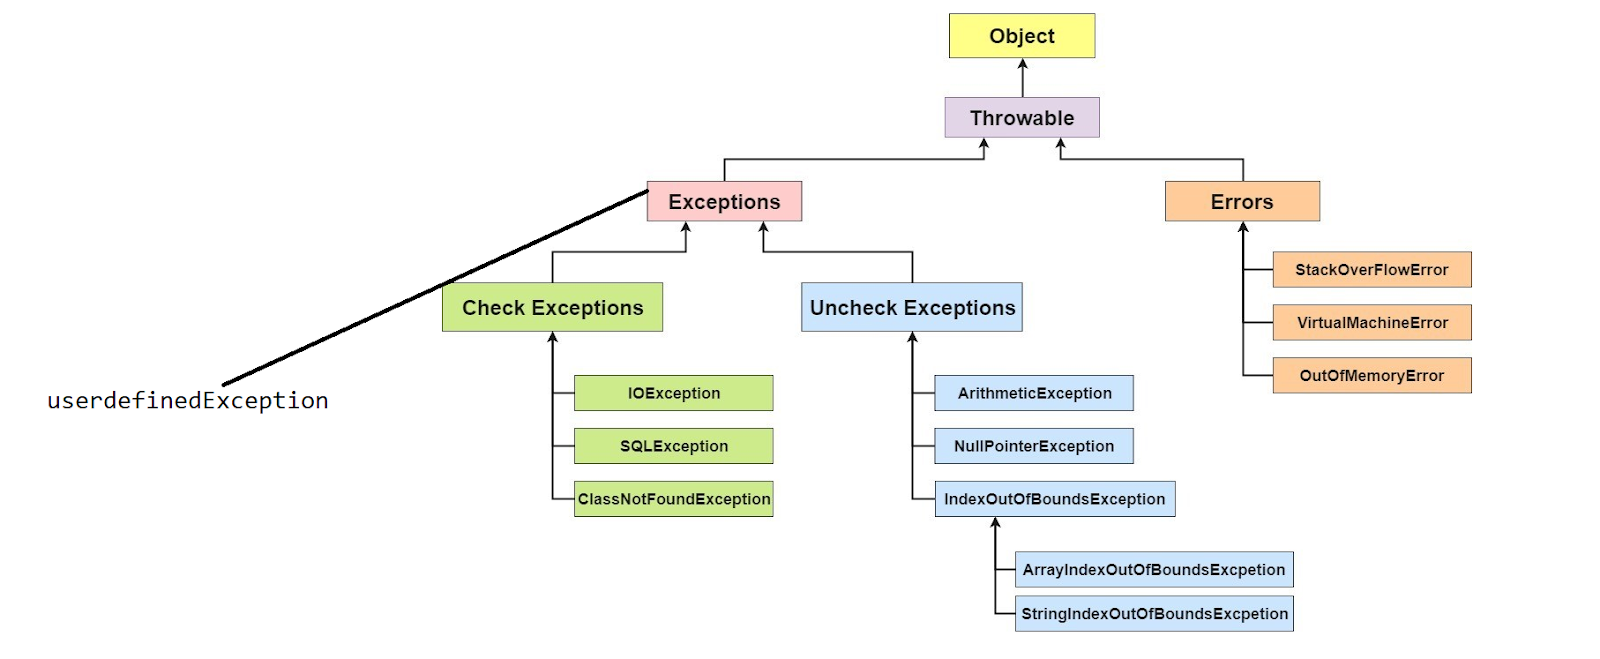 Object
Throwable
Exceptions
Errors
StackOverFlowError
Check Exceptions
Uncheck Exceptions
VirtualMachineError
OutOfMemoryError
userdefinedException
IOException
ArithmeticException
SQLException
NullPointerException
ClassNotFoundException
IndexOutOfBoundsException
ArrayIndexOutOfBoundsExcpetion
StringIndexOutOfBoundsExcpetion